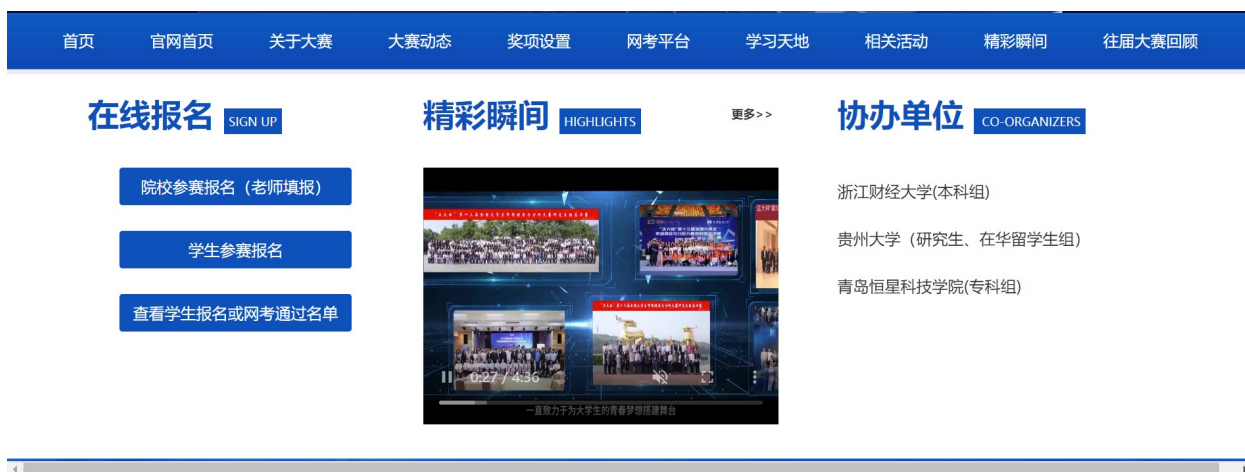 首页 官网首页 关于大赛 大赛动态 奖项设置 网考平台 学习天地 相关活动 精彩瞬间 往届大赛回顾
在线报名 SIGN UP
院校参赛报名（老师填报）
学生参赛报名
查看学生报名或网考通过名单
精彩瞬间 HIGHLIGHTS 更多>>
0:27 / 4:36
一直致力于为大学生的青春梦想搭建舞台
协办单位 CO-ORGANIZERS
浙江财经大学(本科组)
贵州大学（研究生、在华留学生组)
青岛恒星科技学院(专科组)